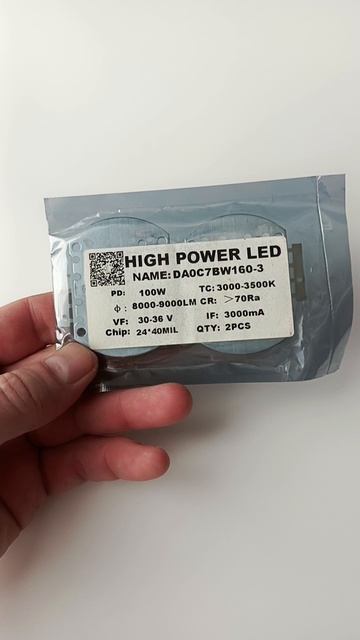 HIGH POWER LED
NAME:DA0C7BW160-3
PD: 100W TC:3000-3500K
ϕ: 8000-9000LM CR: >70Ra
VF: 30-36 V IF: 3000mA
Chip: 24*40MIL QTY: 2PCS